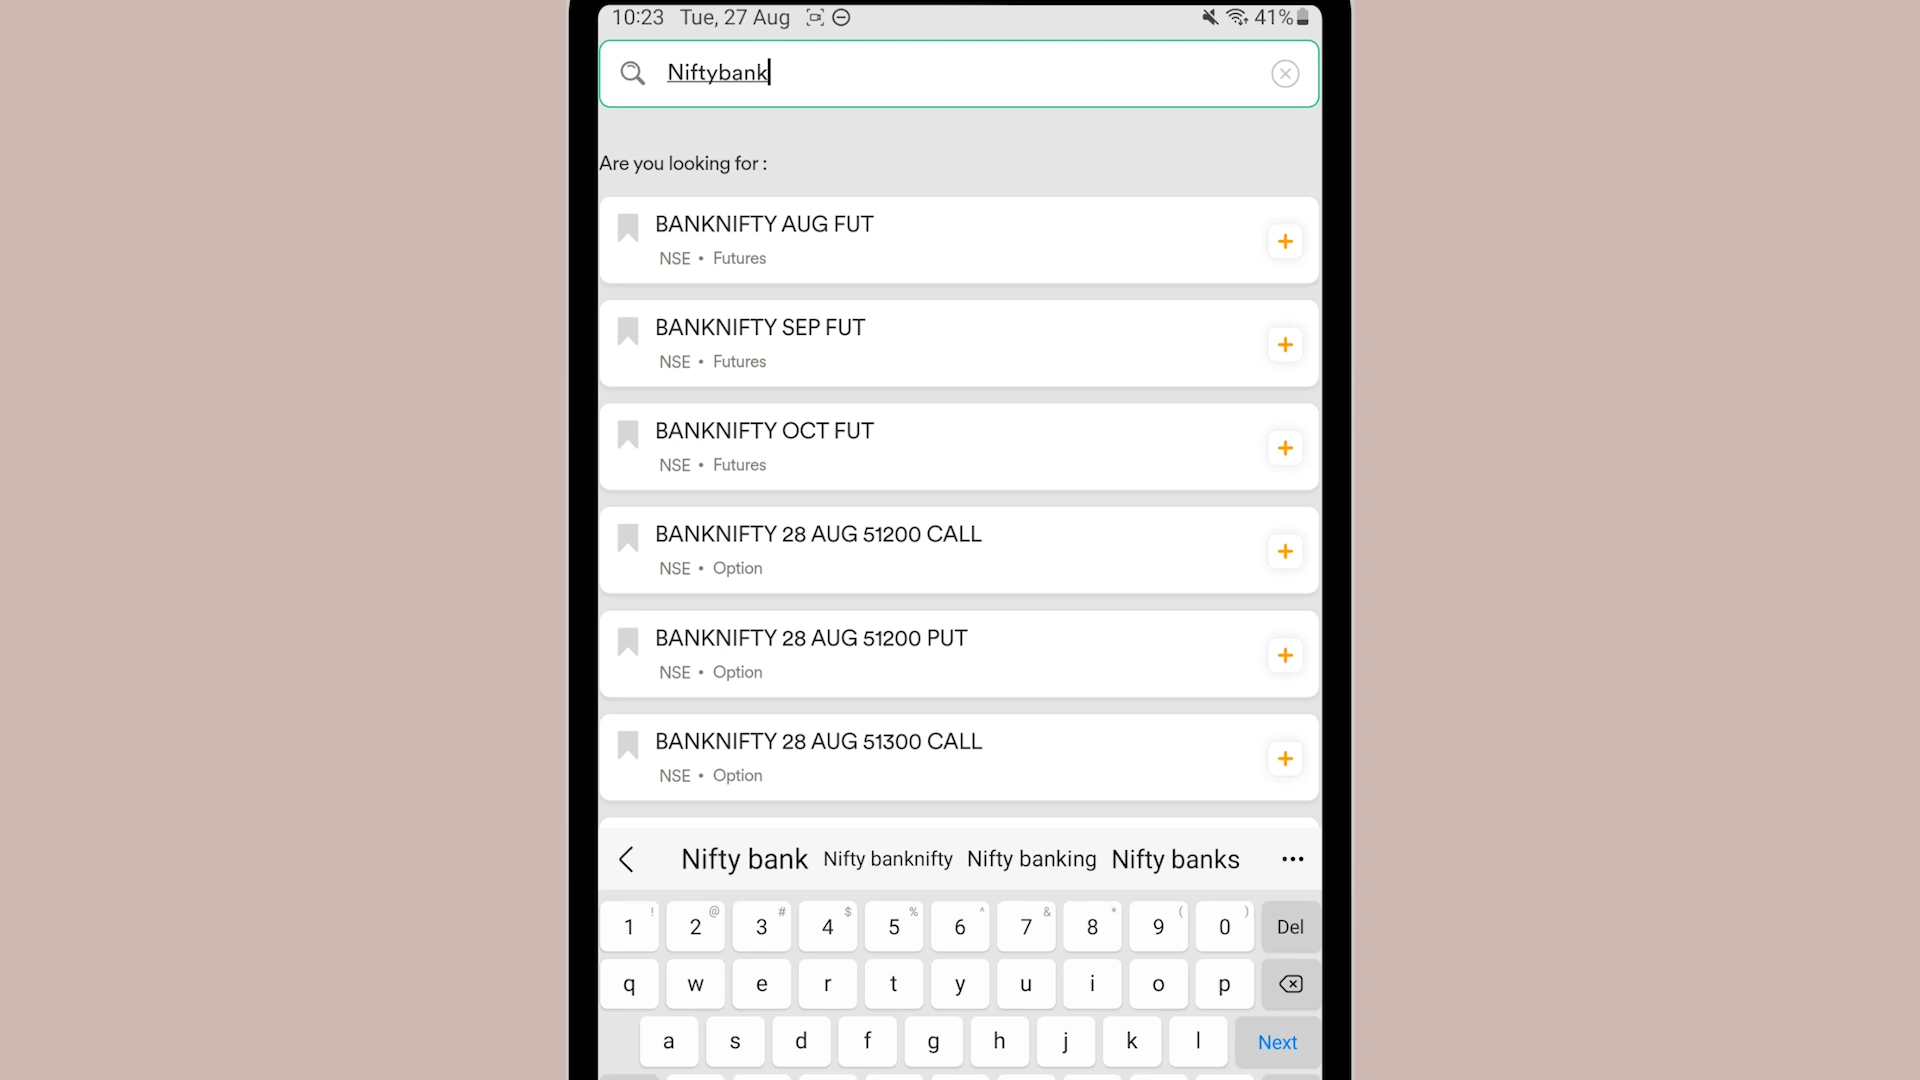 10:23 Tue, 27 Aug 41%
Niftybank
Are you looking for :
BANKNIFTY AUG FUT
NSE • Futures
BANKNIFTY SEP FUT
NSE • Futures
BANKNIFTY OCT FUT
NSE • Futures
BANKNIFTY 28 AUG 51200 CALL
NSE • Option
BANKNIFTY 28 AUG 51200 PUT
NSE • Option
BANKNIFTY 28 AUG 51300 CALL
NSE • Option
Nifty bank Nifty banknifty Nifty banking Nifty banks •••
! @ # $ % ^ & * ( )
1 2 3 4 5 6 7 8 9 0 Del
q w e r t y u i o p
a s d f g h j k l Next